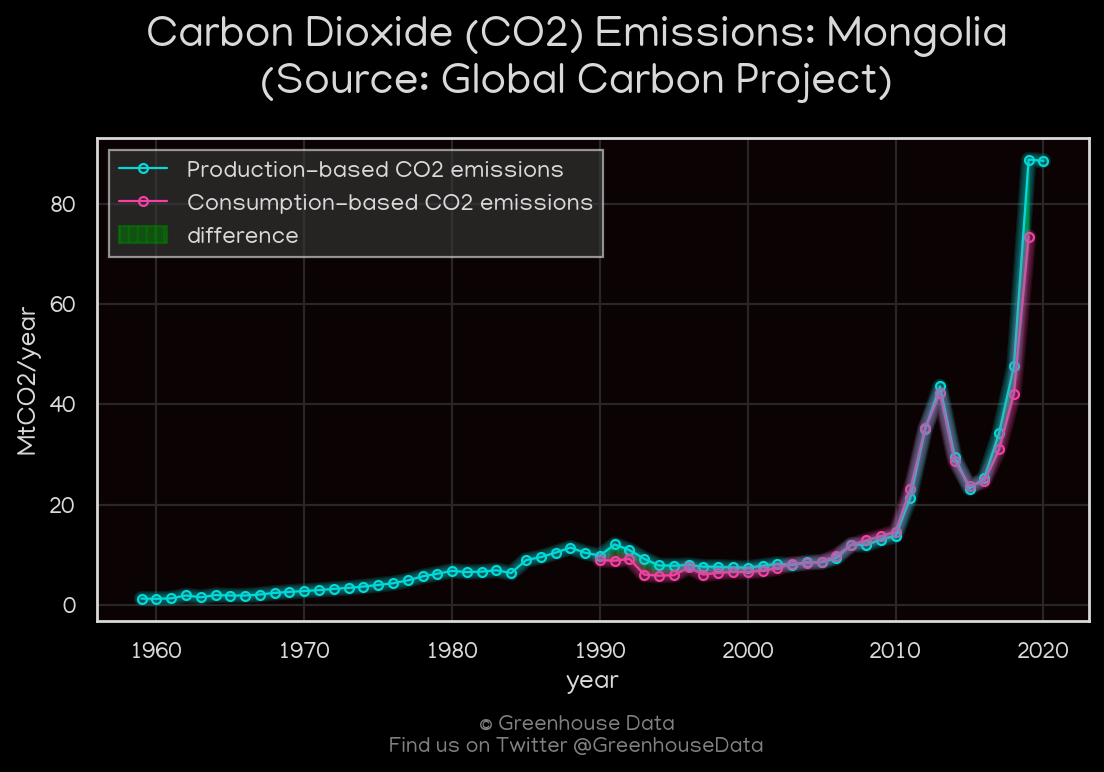 Carbon Dioxide (CO2) Emissions: Mongolia
(Source: Global Carbon Project)
Production-based CO2 emissions
Consumption-based CO2 emissions
difference
MtCO2/year
80
60
40
20
0
1960 1970 1980 1990 2000 2010 2020
year
© Greenhouse Data
Find us on Twitter @GreenhouseData